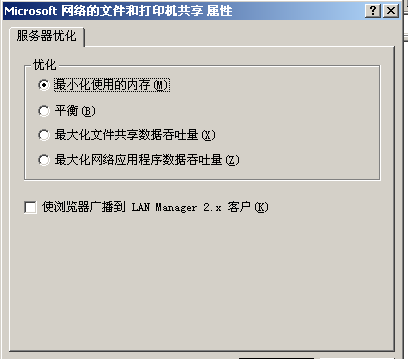 Microsoft 网络的文件和打印机共享 属性
服务器优化
优化
最小化使用的内存(M)
平衡(B)
最大化文件共享数据吞吐量(X)
最大化网络应用程序数据吞吐量(Z)
使浏览器广播到 LAN Manager 2.x 客户(K)